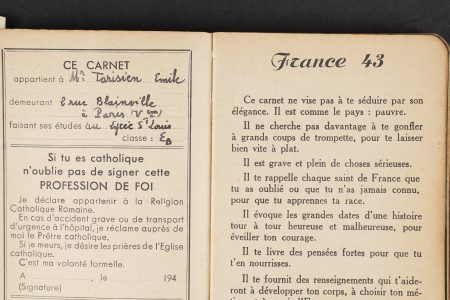 CE CARNET
appartient à Mr Tarisien Emile
demeurant 2 rue Blainville
à Paris (Vème)
faisant ses études au lycée St Louis
classe : E
Si tu es catholique
n'oublie pas de signer cette
PROFESSION DE FOI
Je déclare appartenir à la Religion
Catholique Romaine.
En cas d'accident grave ou de transport
d'urgence à l'hôpital, je réclame auprès de
moi le Prêtre catholique.
Si je meurs, je désire les prières de l'Eglise
catholique.
C'est ma volonté formelle.
A , le 194
(Signature)
France 43
Ce carnet ne vise pas à te séduire par son
élégance. Il est comme le pays : pauvre.
Il ne cherche pas davantage à te gonfler
à grands coups de trompette, pour te laisser
bien vite à plat.
Il est grave et plein de choses sérieuses.
Il te rappelle chaque saint de France que
tu as oublié ou que tu n'as jamais connu,
pour que tu apprennes ta race.
Il évoque les grandes dates d'une histoire
tour à tour heureuse et malheureuse, pour
éveiller ton courage.
Il te livre des pensées fortes pour que tu
t'en nourrisses.
Il te fournit des renseignements qui t'aide-
ront à développer ton corps, à choisir ton mé-